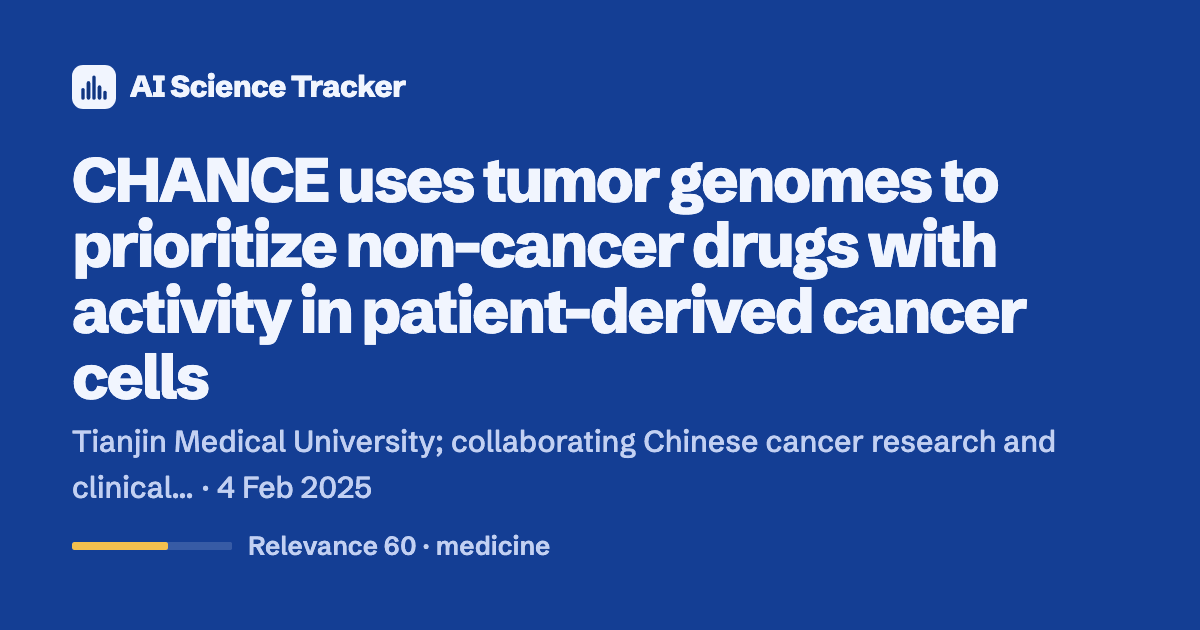 AI Science Tracker
CHANCE uses tumor genomes to
prioritize non-cancer drugs with
activity in patient-derived cancer
cells
Tianjin Medical University; collaborating Chinese cancer research and
clinical... · 4 Feb 2025
Relevance 60 · medicine